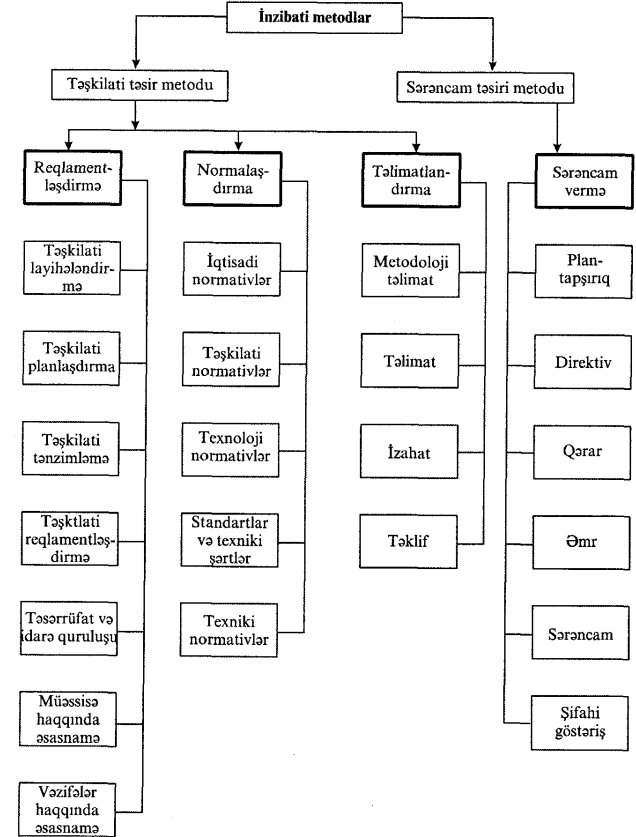 İnzibati metodlar
Təşkilati təsir metodu
Sərəncam təsiri metodu
Reqlament-
ləşdirmə
Təşkilati
layihələndir-
mə
Təşkilati
planlaşdırma
Təşkilati
tənzimləmə
Təşktlati
reqlamentləş-
dirmə
Təsərrüfat və
idarə quruluşu
Müəssisə
haqqında
əsasnamə
Vəzifələr
haqqında
əsasnamə
Normalaş-
dırma
İqtisadi
normativlər
Təşkilati
normativlər
Texnoloji
normativlər
Standartlar
və texniki
şərtlər
Texniki
normativlər
Təlimatlan-
dırma
Metodoloji
təlimat
Təlimat
İzahat
Təklif
Sərəncam
vermə
Plan-
tapşırıq
Direktiv
Qərar
Əmr
Sərəncam
Şifahi
göstəriş